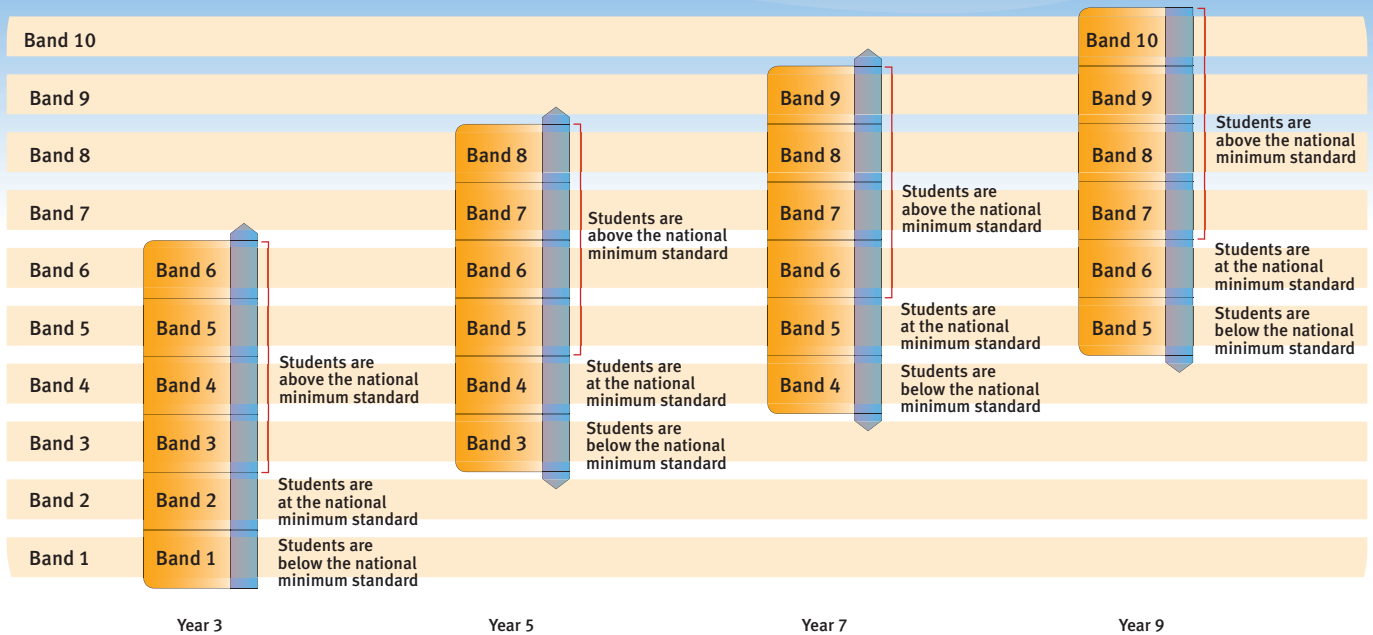 Band 10
Band 9
Band 8
Band 7
Band 6
Band 5
Band 4
Band 3
Band 2
Band 1
Band 6
Band 5
Band 4
Band 3
Band 2
Band 1
Students are
above the national
minimum standard
Students are
at the national
minimum standard
Students are
below the national
minimum standard
Year 3
Band 8
Band 7
Band 6
Band 5
Band 4
Band 3
Students are
above the national
minimum standard
Students are
at the national
minimum standard
Students are
below the national
minimum standard
Year 5
Band 9
Band 8
Band 7
Band 6
Band 5
Band 4
Students are
above the national
minimum standard
Students are
at the national
minimum standard
Students are
below the national
minimum standard
Year 7
Band 10
Band 9
Band 8
Band 7
Band 6
Band 5
Students are
above the national
minimum standard
Students are
at the national
minimum standard
Students are
below the national
minimum standard
Year 9